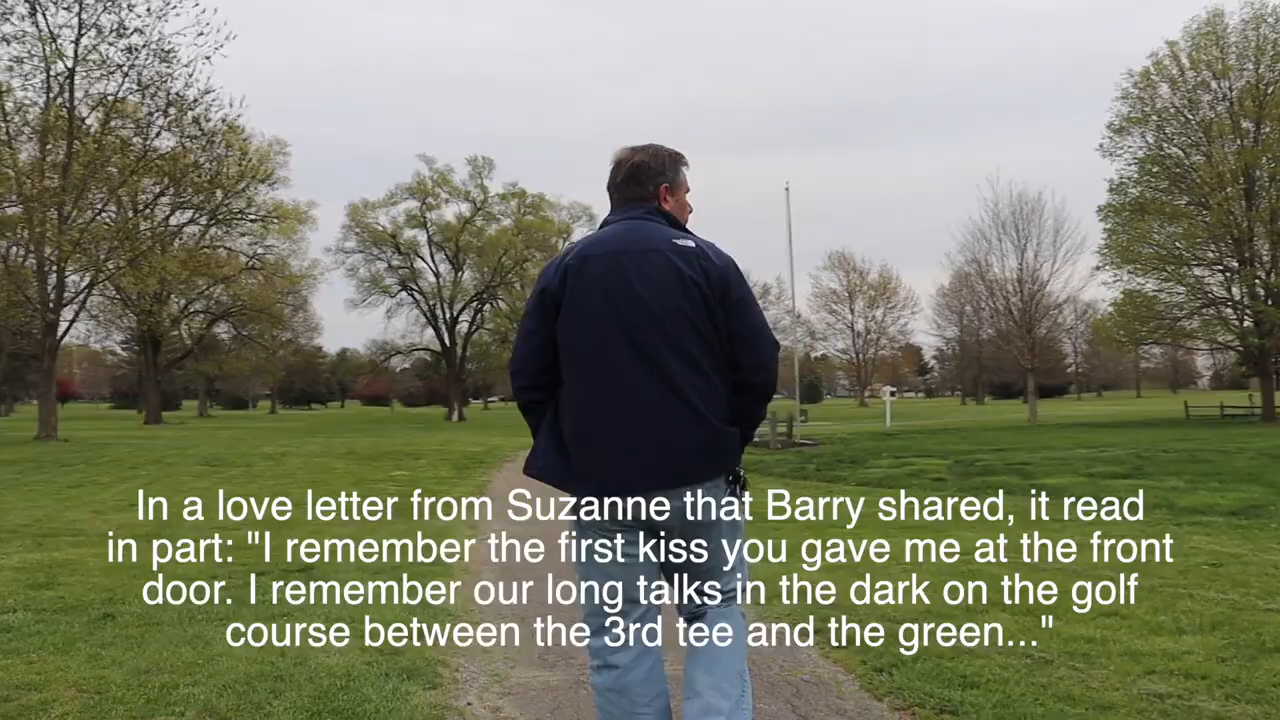 In a love letter from Suzanne that Barry shared, it read
in part: "I remember the first kiss you gave me at the front
door. I remember our long talks in the dark on the golf
course between the 3rd tee and the green..."